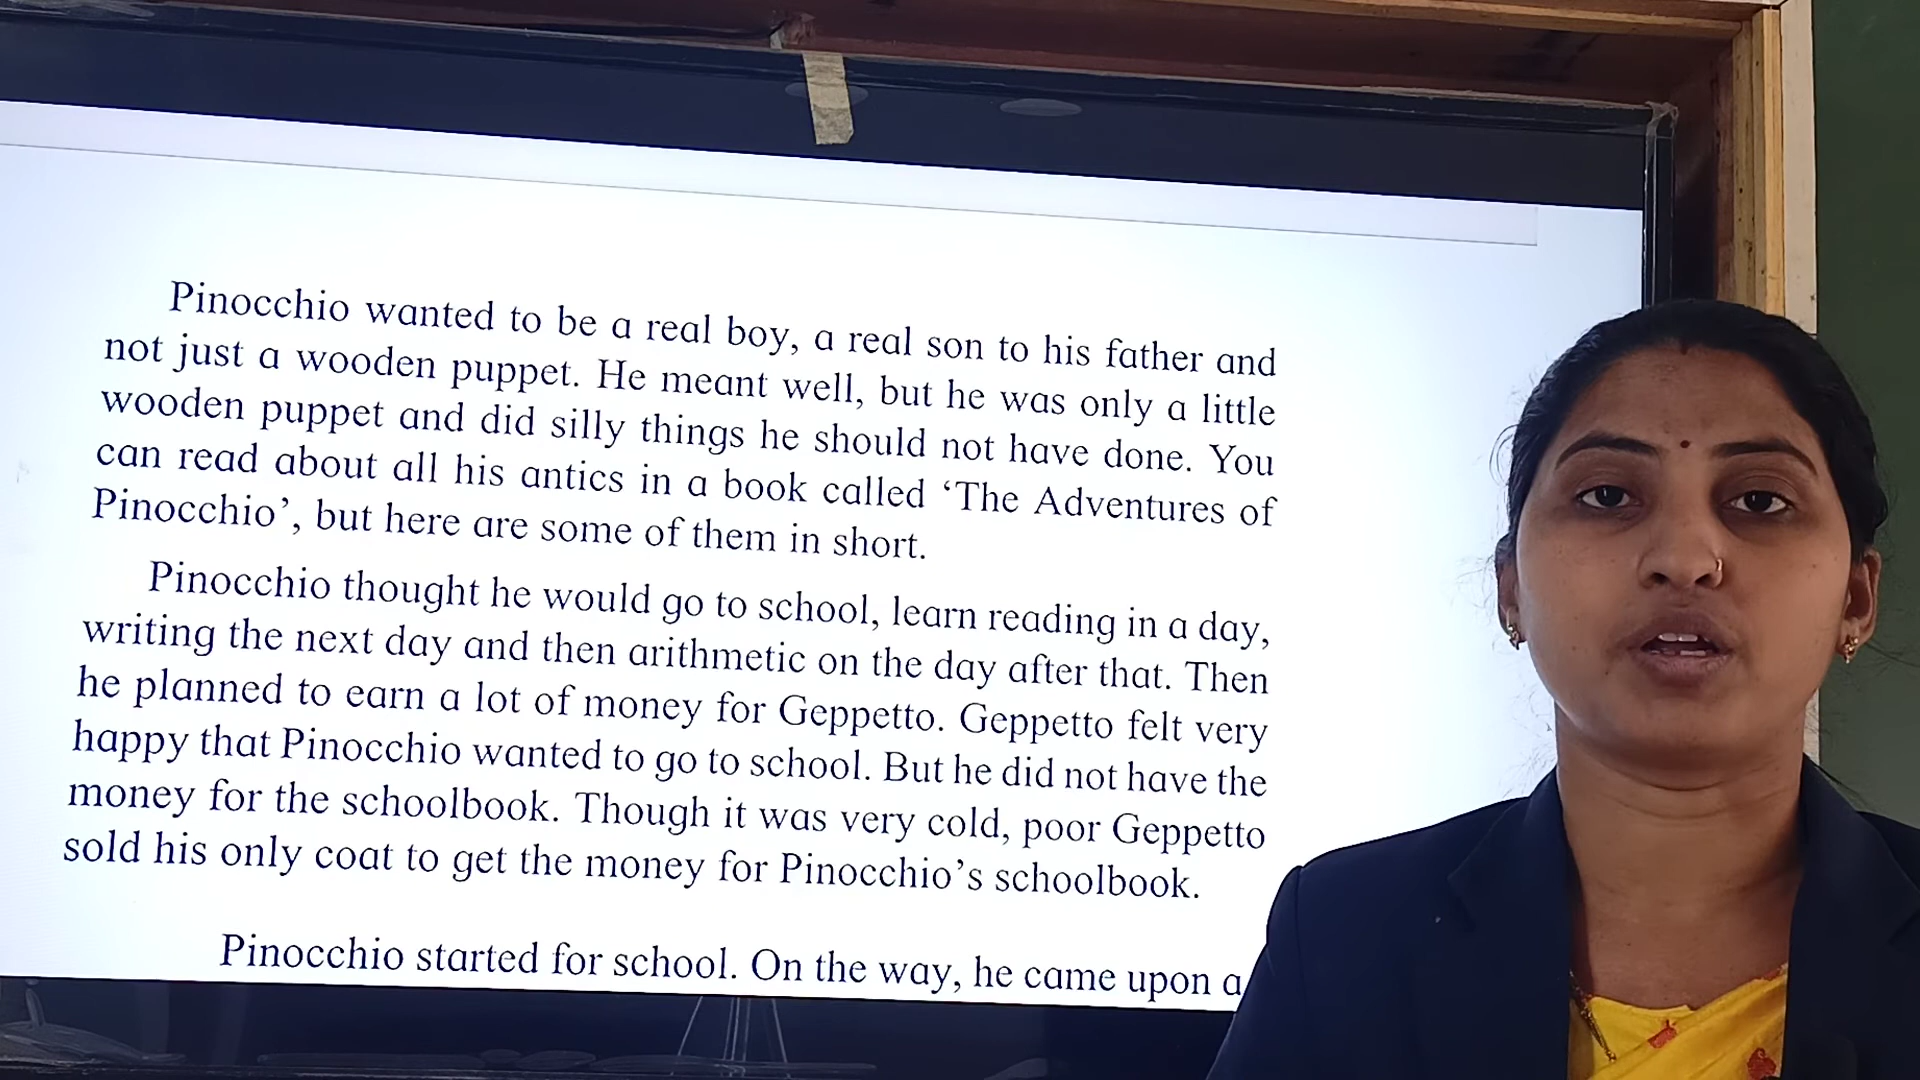 Pinocchio wanted to be a real boy, a real son to his father and
not just a wooden puppet. He meant well, but he was only a little
wooden puppet and did silly things he should not have done. You
can read about all his antics in a book called ‘The Adventures of
Pinocchio’, but here are some of them in short.
Pinocchio thought he would go to school, learn reading in a day,
writing the next day and then arithmetic on the day after that. Then
he planned to earn a lot of money for Geppetto. Geppetto felt very
happy that Pinocchio wanted to go to school. But he did not have the
money for the schoolbook. Though it was very cold, poor Geppetto
sold his only coat to get the money for Pinocchio’s schoolbook.
Pinocchio started for school. On the way, he came upon a